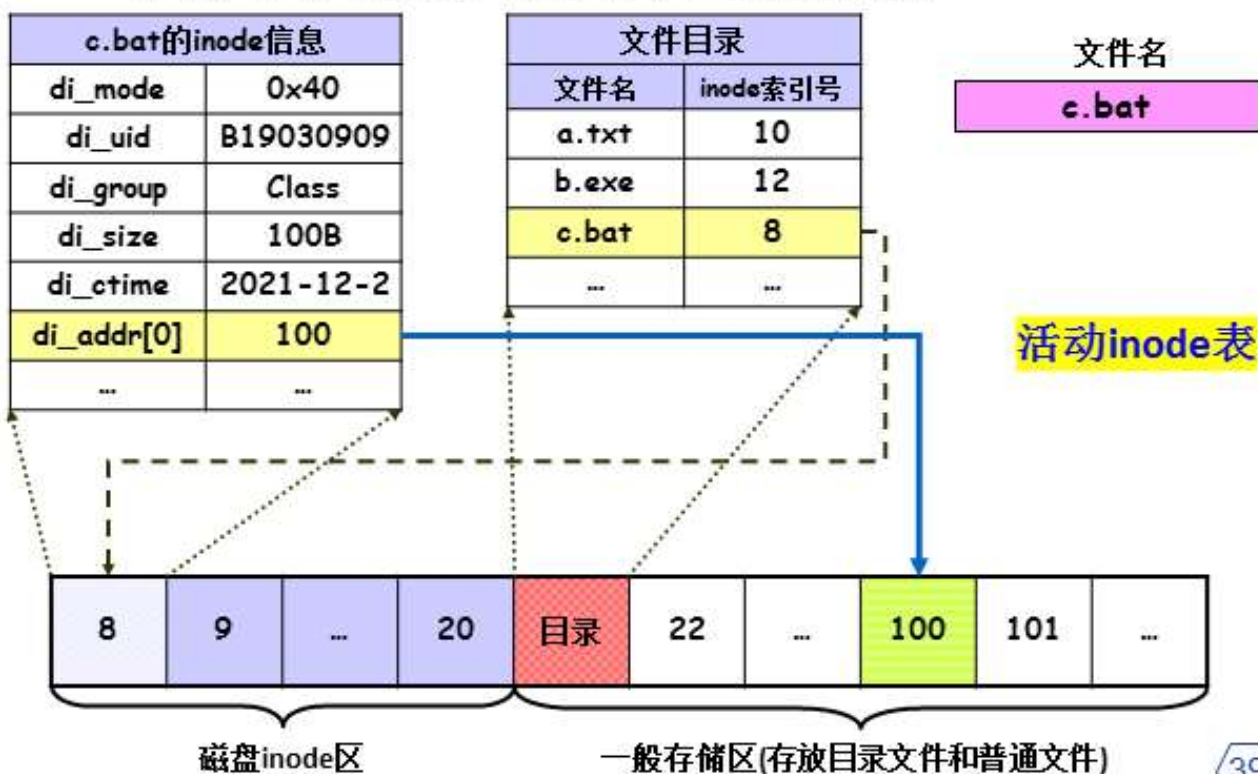 c.bat的inode信息
di_mode 0x40
di_uid B19030909
di_group Class
di_size 100B
di_ctime 2021-12-2
di_addr[0] 100
... ...
文件目录
文件名 inode索引号
a.txt 10
b.exe 12
c.bat 8
... ...
文件名
c.bat
活动inode表
8 9 ... 20 目录 22 ... 100 101 ...
磁盘inode区 一般存储区(存放目录文件和普通文件)